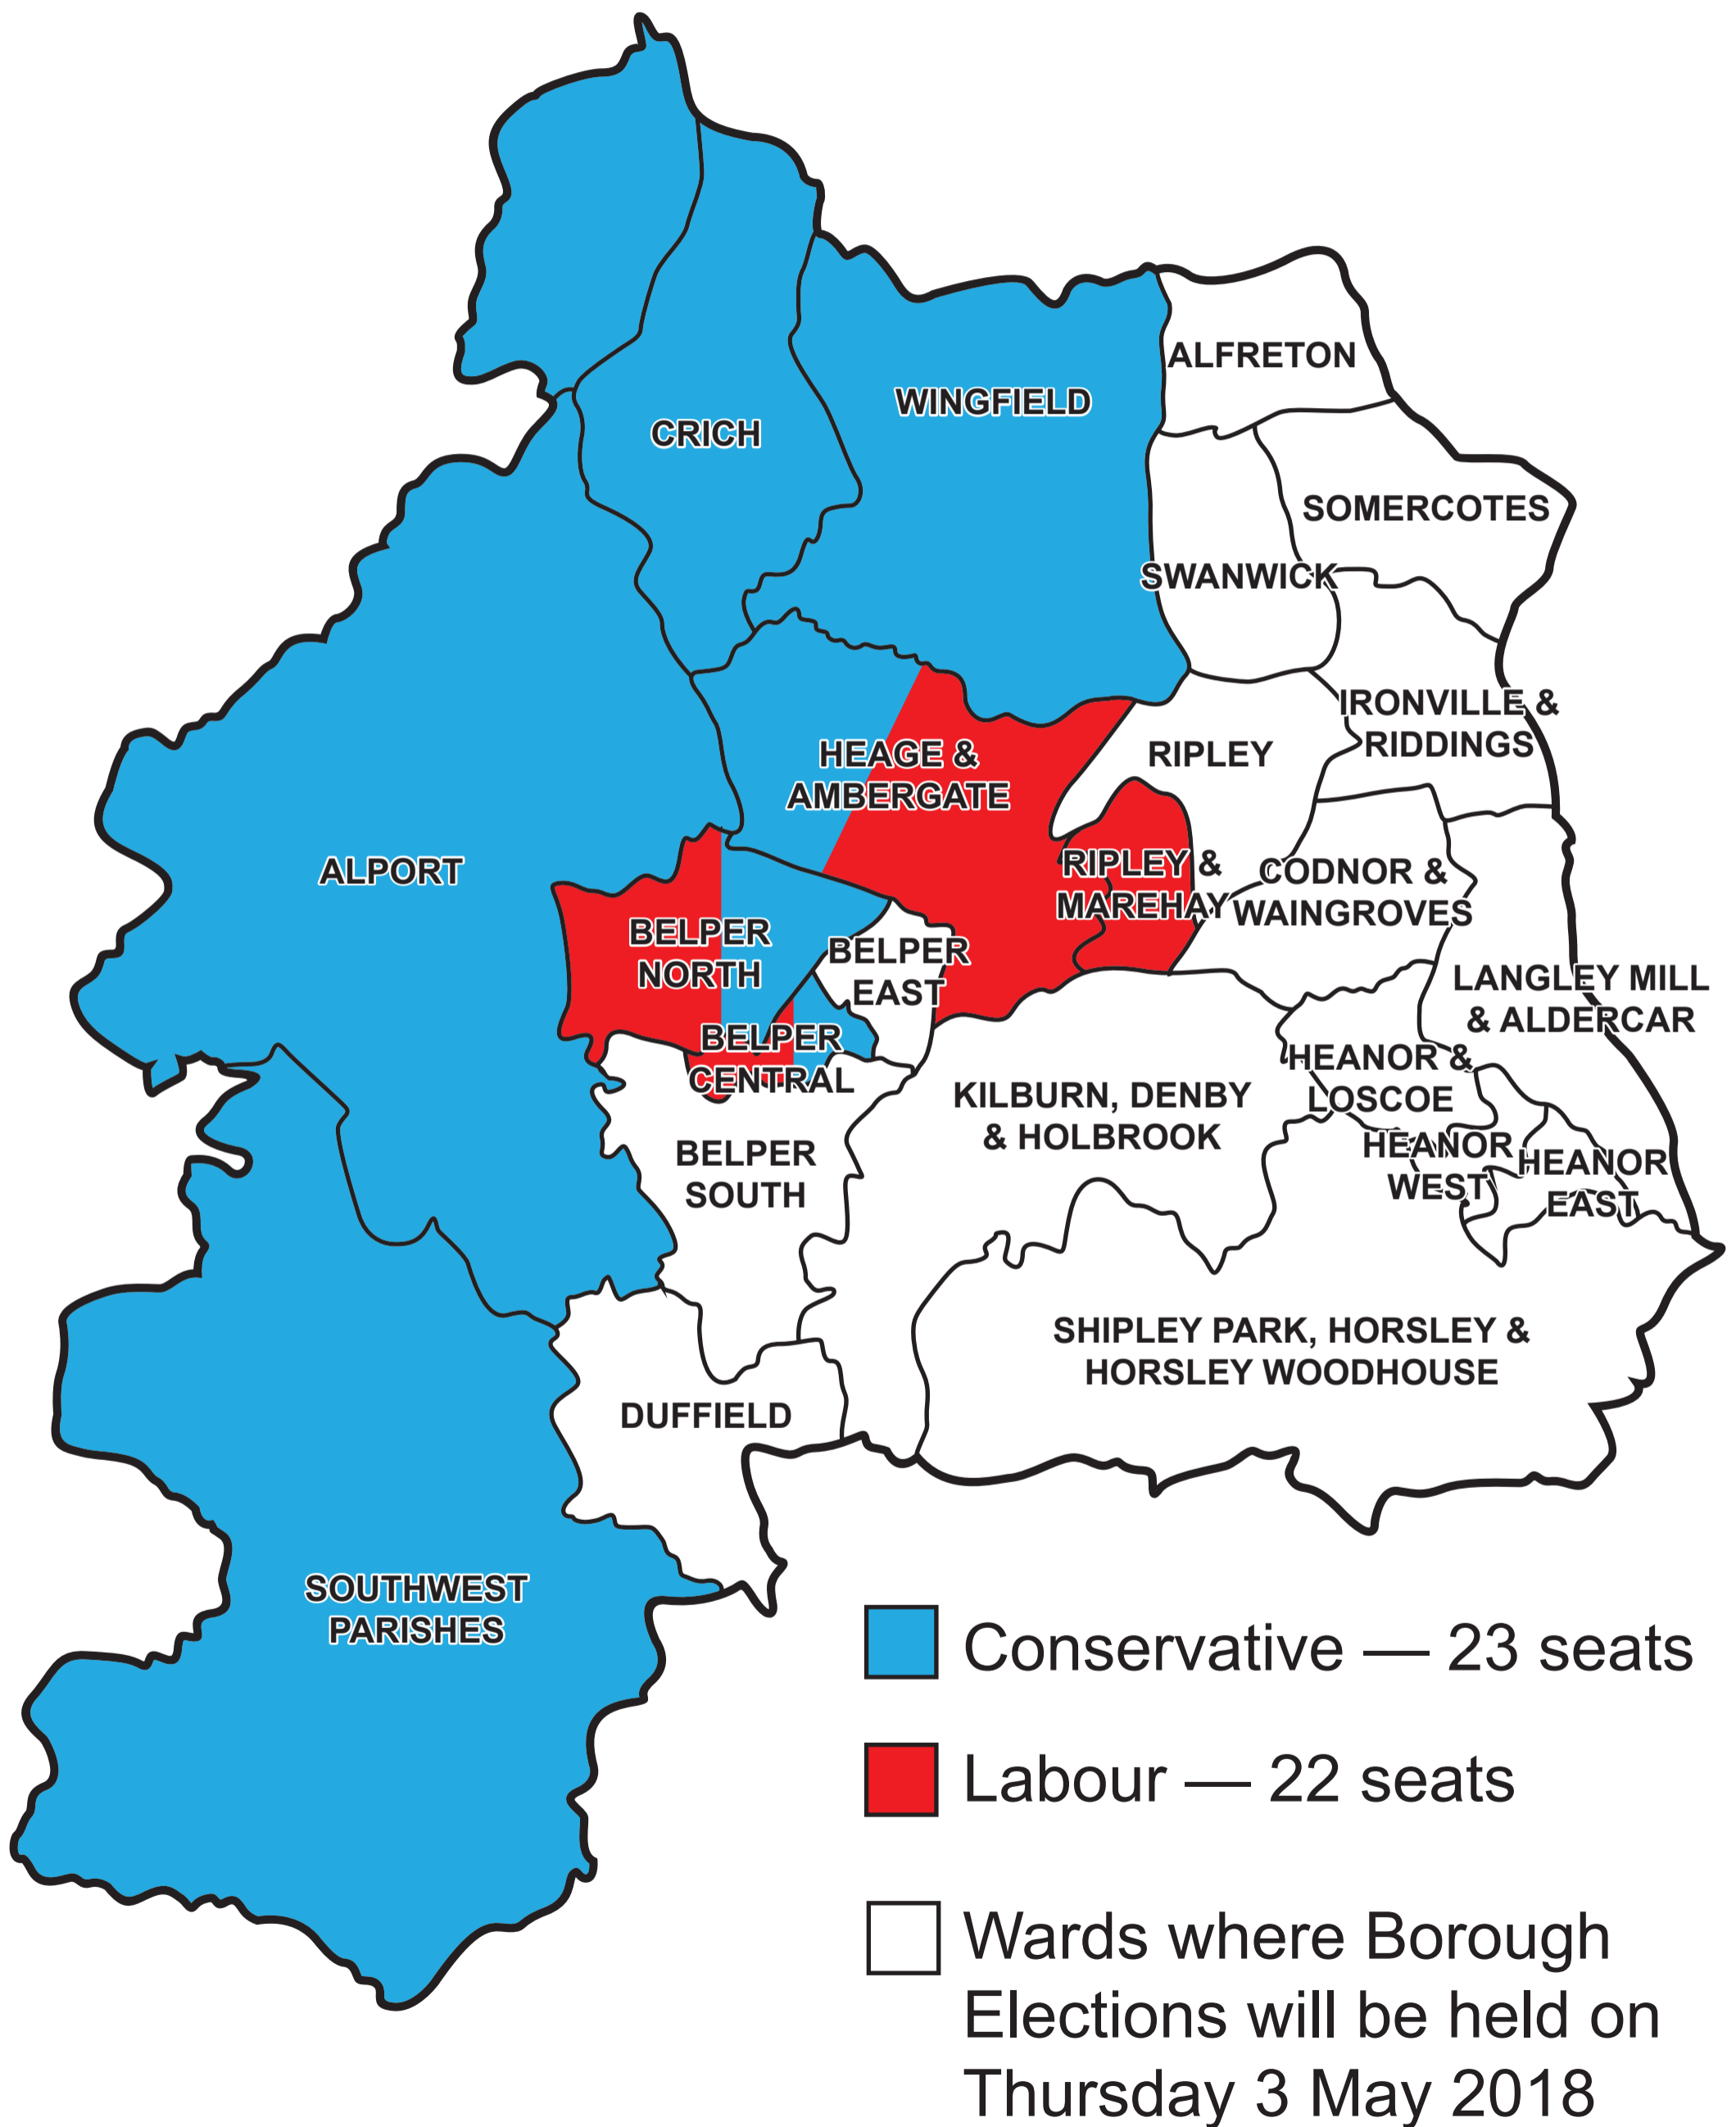 ALFRETON
WINGFIELD
CRICH
SOMERCOTES
SWANWICK
IRONVILLE &
RIDDINGS
RIPLEY
HEAGE &
AMBERGATE
ALPORT
RIPLEY &
MAREHAY
CODNOR &
WAINGROVES
BELPER
NORTH
BELPER
EAST
LANGLEY MILL
& ALDERCAR
BELPER
CENTRAL
HEANOR &
LOSCOE
KILBURN, DENBY
& HOLBROOK
HEANOR
WEST
HEANOR
EAST
BELPER
SOUTH
SHIPLEY PARK, HORSLEY &
HORSLEY WOODHOUSE
DUFFIELD
SOUTHWEST
PARISHES
Conservative — 23 seats
Labour — 22 seats
Wards where Borough
Elections will be held on
Thursday 3 May 2018